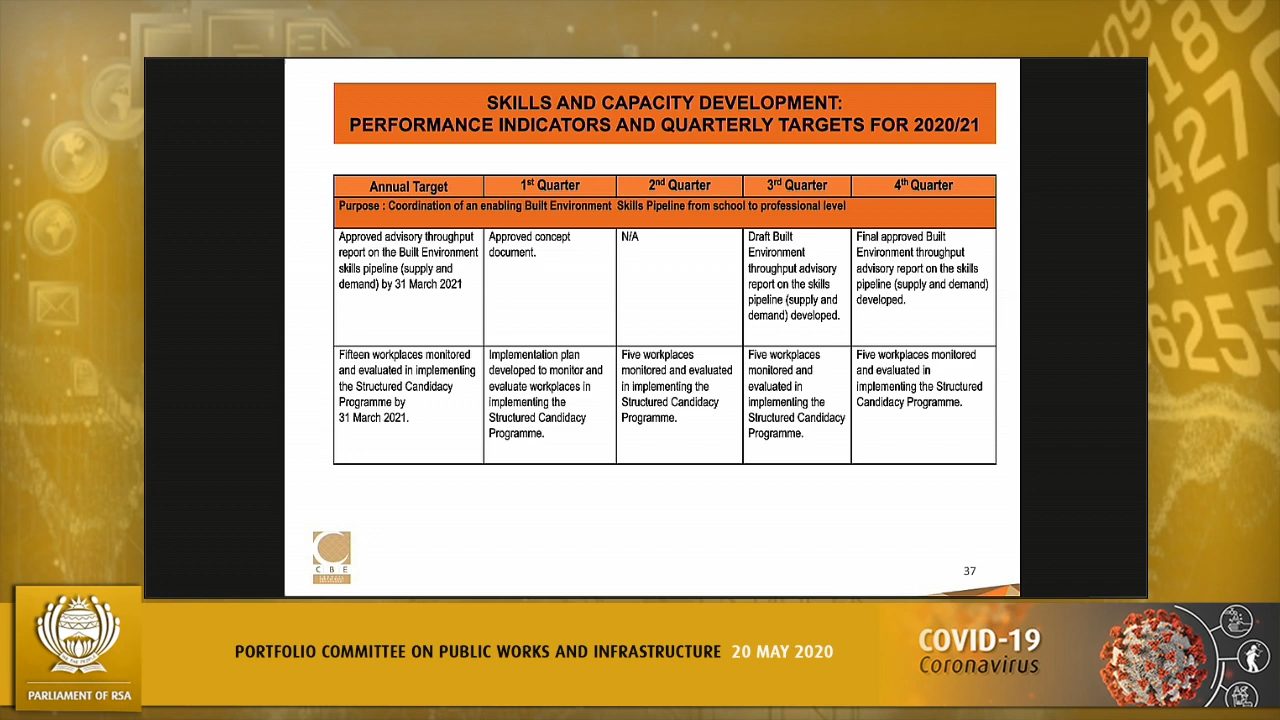 SKILLS AND CAPACITY DEVELOPMENT:
PERFORMANCE INDICATORS AND QUARTERLY TARGETS FOR 2020/21
Annual Target
1st Quarter
2nd Quarter
3rd Quarter
4th Quarter
Purpose : Coordination of an enabling Built Environment Skills Pipeline from school to professional level
Approved advisory throughput
report on the Built Environment
skills pipeline (supply and
demand) by 31 March 2021
Approved concept
document.
N/A
Draft Built
Environment
throughput advisory
report on the skills
pipeline (supply and
demand) developed.
Final approved Built
Environment throughput
advisory report on the skills
pipeline (supply and demand)
developed.
Fifteen workplaces monitored
and evaluated in implementing
the Structured Candidacy
Programme by
31 March 2021.
Implementation plan
developed to monitor and
evaluate workplaces in
implementing the
Structured Candidacy
Programme.
Five workplaces
monitored and evaluated
in implementing the
Structured Candidacy
Programme.
Five workplaces
monitored and
evaluated in
implementing the
Structured Candidacy
Programme.
Five workplaces monitored
and evaluated in
implementing the Structured
Candidacy Programme.
C B E
37
PARLIAMENT OF RSA
PORTFOLIO COMMITTEE ON PUBLIC WORKS AND INFRASTRUCTURE 20 MAY 2020
COVID-19
Coronavirus